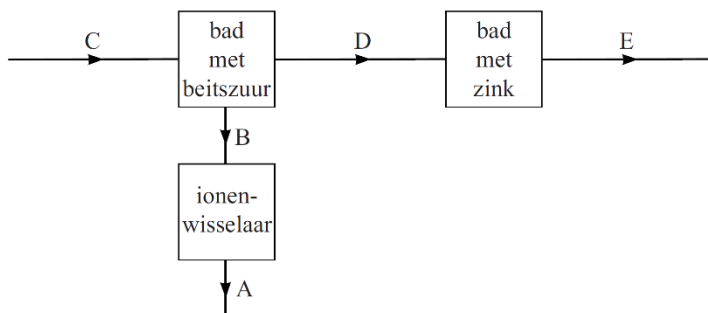 C
bad
met
beitszuur
D
bad
met
zink
E
B
ionen-
wisselaar
A